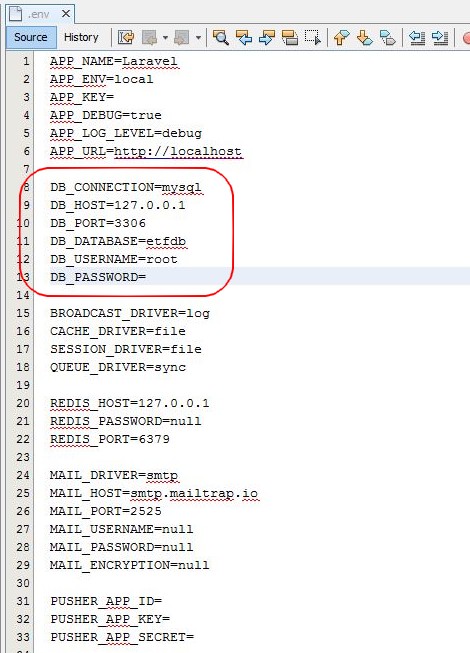 .env
Source History
1 APP_NAME=Laravel
2 APP_ENV=local
3 APP_KEY=
4 APP_DEBUG=true
5 APP_LOG_LEVEL=debug
6 APP_URL=http://localhost
7
8 DB_CONNECTION=mysql
9 DB_HOST=127.0.0.1
10 DB_PORT=3306
11 DB_DATABASE=etfdb
12 DB_USERNAME=root
13 DB_PASSWORD=
14
15 BROADCAST_DRIVER=log
16 CACHE_DRIVER=file
17 SESSION_DRIVER=file
18 QUEUE_DRIVER=sync
19
20 REDIS_HOST=127.0.0.1
21 REDIS_PASSWORD=null
22 REDIS_PORT=6379
23
24 MAIL_DRIVER=smtp
25 MAIL_HOST=smtp.mailtrap.io
26 MAIL_PORT=2525
27 MAIL_USERNAME=null
28 MAIL_PASSWORD=null
29 MAIL_ENCRYPTION=null
30
31 PUSHER_APP_ID=
32 PUSHER_APP_KEY=
33 PUSHER_APP_SECRET=